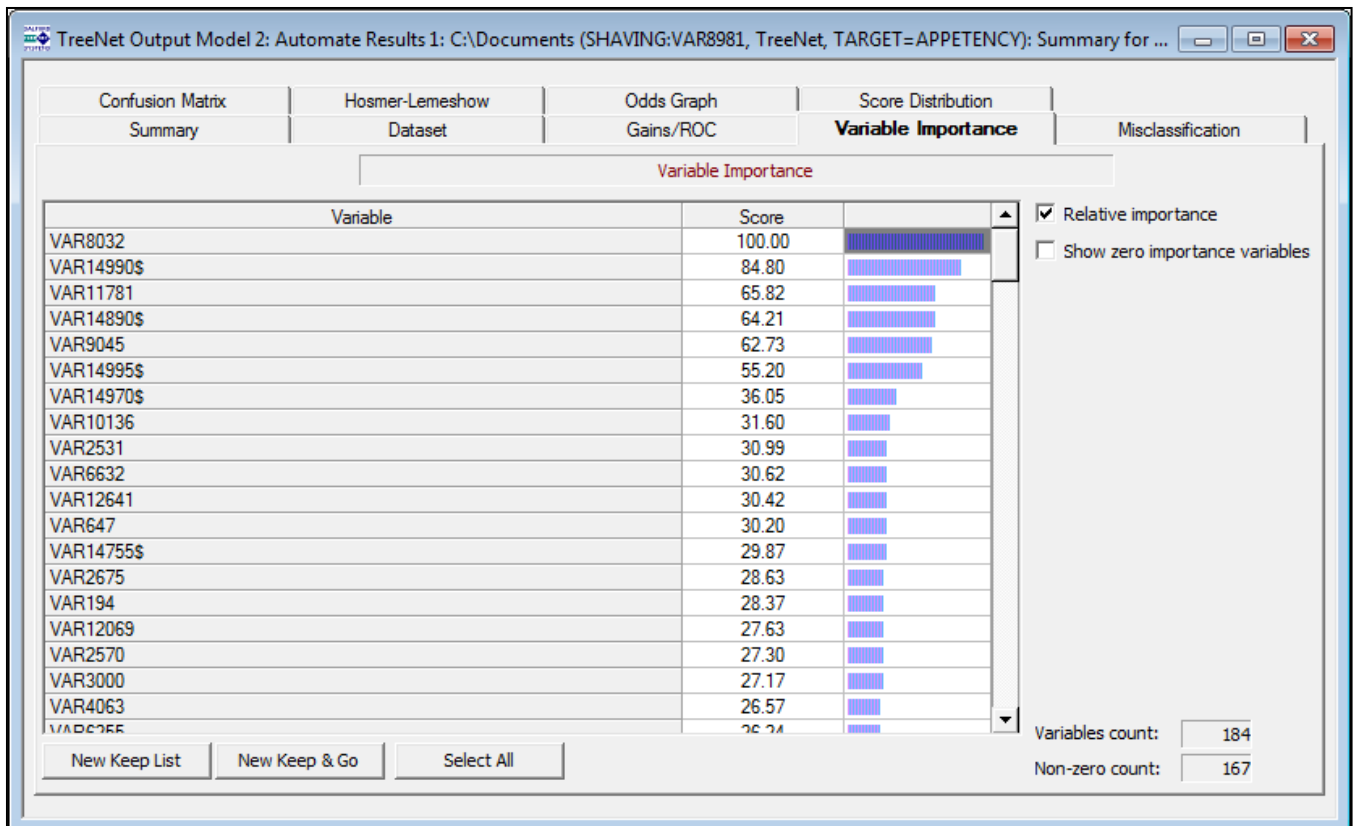 TreeNet Output Model 2: Automate Results 1: C:\Documents (SHAVING:VAR8981, TreeNet, TARGET=APPETENCY): Summary for ...
Confusion Matrix Hosmer-Lemeshow Odds Graph Score Distribution
Summary Dataset Gains/ROC Variable Importance Misclassification
Variable Importance
Variable Score
VAR8032 100.00
VAR14990$ 84.80
VAR11781 65.82
VAR14890$ 64.21
VAR9045 62.73
VAR14995$ 55.20
VAR14970$ 36.05
VAR10136 31.60
VAR2531 30.99
VAR6632 30.62
VAR12641 30.42
VAR647 30.20
VAR14755$ 29.87
VAR2675 28.63
VAR194 28.37
VAR12069 27.63
VAR2570 27.30
VAR3000 27.17
VAR4063 26.57
VAR6255 26.24
Relative importance
Show zero importance variables
Variables count: 184
Non-zero count: 167
New Keep List New Keep & Go Select All